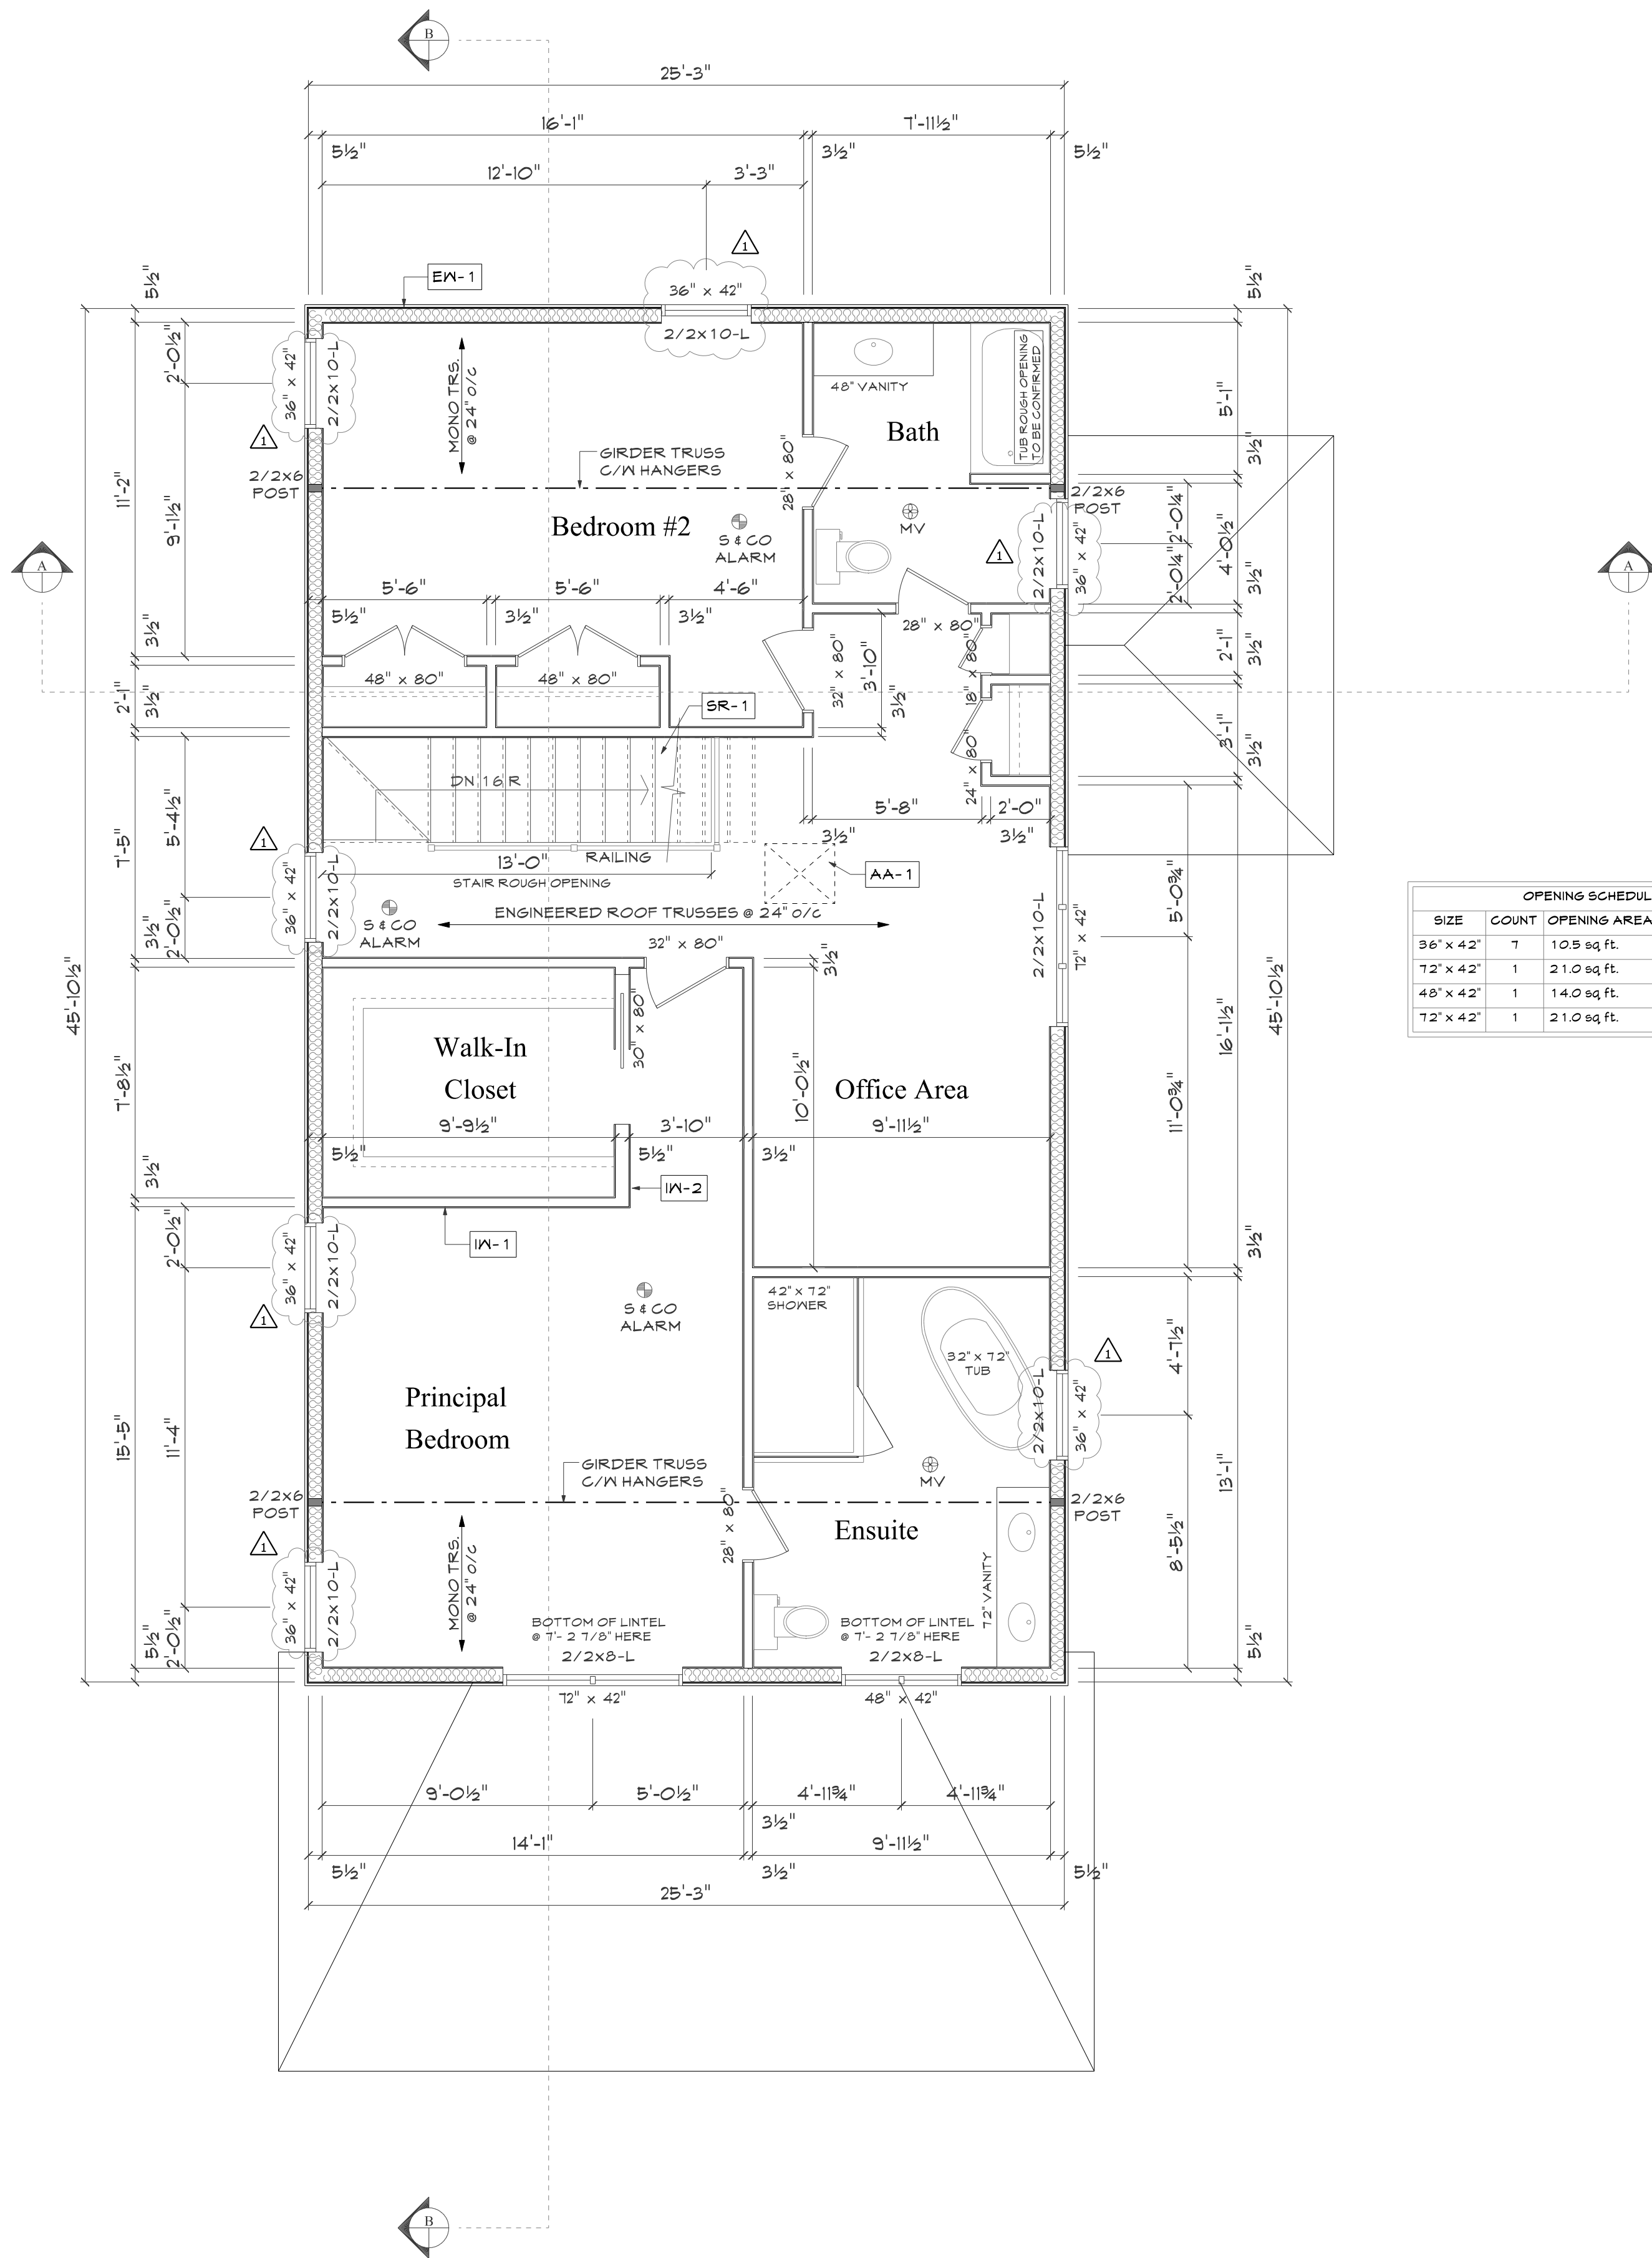 B
25'-3"
16'-1"
7'-11½"
5½"
3½"
5½"
12'-10"
3'-3"
1
EW-1
36" x 42"
2/2x10-L
5½"
5½"
2'-0½"
36" x 42"
2/2x10-L
1
MONO TRS.
@ 24" O/C
48" VANITY
Bath
TUB ROUGH OPENING
TO BE CONFIRMED
5'-1"
3½"
GIRDER TRUSS
C/W HANGERS
28" x 80"
2/2x6
POST
2/2x6
POST
11'-2"
9'-1½"
Bedroom #2
S & CO
ALARM
MV
1
2/2x10-L
36" x 42"
2'-0¼"
2'-0¼"
4'-0½"
3½"
A
A
5'-6"
5'-6"
4'-6"
5½"
3½"
3½"
3½"
28" x 80"
48" x 80"
48" x 80"
32" x 80"
3'-10"
3½"
18" x 80"
2'-1"
3½"
2'-1"
3½"
SR-1
DN 16 R
24" x 80"
3'-1"
3½"
5'-8"
2'-0"
3½"
3½"
5'-4½"
7'-5"
1
36" x 42"
2/2x10-L
13'-0"
RAILING
STAIR ROUGH OPENING
AA-1
S & CO
ALARM
ENGINEERED ROOF TRUSSES @ 24" O/C
2/2x10-L
72" x 42"
5'-0¾"
3½"
2'-0½"
32" x 80"
3½"
OPENING SCHEDUL
SIZE COUNT OPENING AREA
36" x 42" 7 10.5 sq ft.
72" x 42" 1 21.0 sq ft.
48" x 42" 1 14.0 sq ft.
72" x 42" 1 21.0 sq ft.
45'-10½"
45'-10½"
16'-1½"
7'-8½"
Walk-In
Closet
30" x 80"
Office Area
10'-0½"
11'-0¾"
9'-9½"
3'-10"
9'-11½"
5½"
5½"
3½"
3½"
IW-2
IW-1
2'-0½"
36" x 42"
2/2x10-L
1
3½"
S & CO
ALARM
42" x 72"
SHOWER
32" x 72"
TUB
1
2/2x10-L
36" x 42"
4'-7½"
15'-5"
11'-4"
Principal
Bedroom
GIRDER TRUSS
C/W HANGERS
MV
13'-1"
2/2x6
POST
2/2x6
POST
28" x 80"
Ensuite
8'-5½"
1
36" x 42"
2/2x10-L
MONO TRS.
@ 24" O/C
72" VANITY
BOTTOM OF LINTEL
@ 7'- 2 7/8" HERE
2/2x8-L
BOTTOM OF LINTEL
@ 7'- 2 7/8" HERE
2/2x8-L
5½"
2'-0½"
5½"
72" x 42"
48" x 42"
9'-0½"
5'-0½"
4'-11¾"
4'-11¾"
3½"
14'-1"
9'-11½"
5½"
3½"
5½"
25'-3"
B